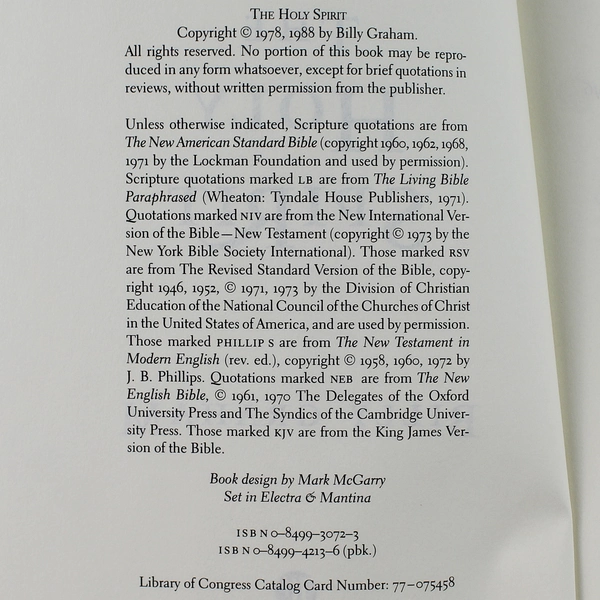 THE HOLY SPIRIT
Copyright © 1978, 1988 by Billy Graham.
All rights reserved. No portion of this book may be repro-
duced in any form whatsoever, except for brief quotations in
reviews, without written permission from the publisher.
Unless otherwise indicated, Scripture quotations are from
The New American Standard Bible (copyright 1960, 1962, 1968,
1971 by the Lockman Foundation and used by permission).
Scripture quotations marked LB are from The Living Bible
Paraphrased (Wheaton: Tyndale House Publishers, 1971).
Quotations marked NIV are from the New International Ver-
sion of the Bible—New Testament (copyright © 1973 by the
New York Bible Society International). Those marked RSV
are from The Revised Standard Version of the Bible, copy-
right 1946, 1952, © 1971, 1973 by the Division of Christian
Education of the National Council of the Churches of Christ
in the United States of America, and are used by permission.
Those marked PHILLIP S are from The New Testament in
Modern English (rev. ed.), copyright © 1958, 1960, 1972 by
J. B. Phillips. Quotations marked NEB are from The New
English Bible, © 1961, 1970 The Delegates of the Oxford
University Press and The Syndics of the Cambridge Univer-
sity Press. Those marked KJV are from the King James Ver-
sion of the Bible.
Book design by Mark McGarry
Set in Electra & Mantina
ISBN 0–8499–3072–3
ISBN 0–8499–4213–6 (pbk.)
Library of Congress Catalog Card Number: 77–075458